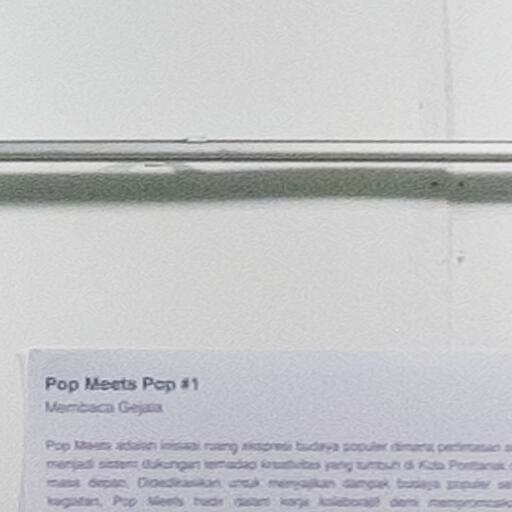 Pop Meets Pop #1
Membaca Gejala
Pop Meets adalah inisiasi ruang ekspresi budaya populer dimana perlintasan
menjadi sistem dukungan terhadap kreativitas yang tumbuh di Kota Pontianak
masa depan. Didedikasikan untuk menyajikan dampak budaya populer
kegiatan, Pop Meets hadir dalam kerja kolaboratif demi